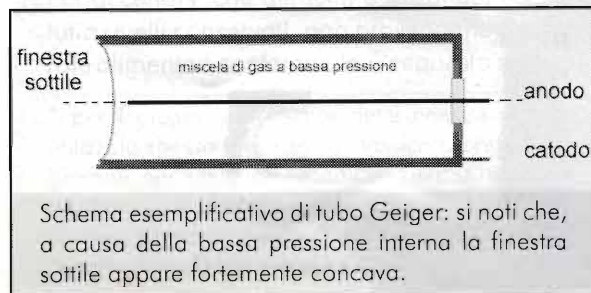 finestra
sottile
miscela di gas a bassa pressione
anodo
catodo
Schema esemplificativo di tubo Geiger: si noti che,
a causa della bassa pressione interna la finestra
sottile appare fortemente concava.